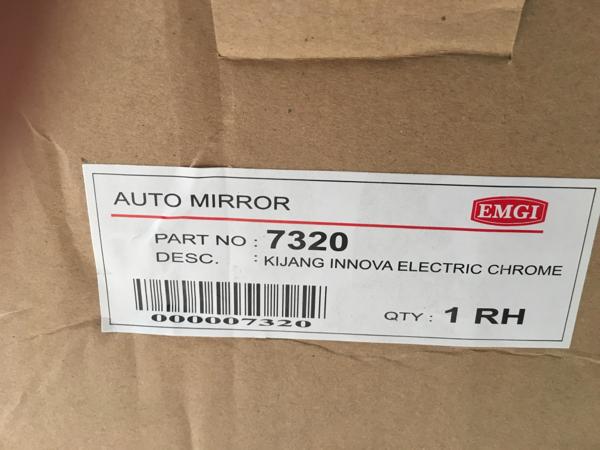 AUTO MIRROR
EMGI
PART NO : 7320
DESC. : KIJANG INNOVA ELECTRIC CHROME
000007320
QTY : 1 RH